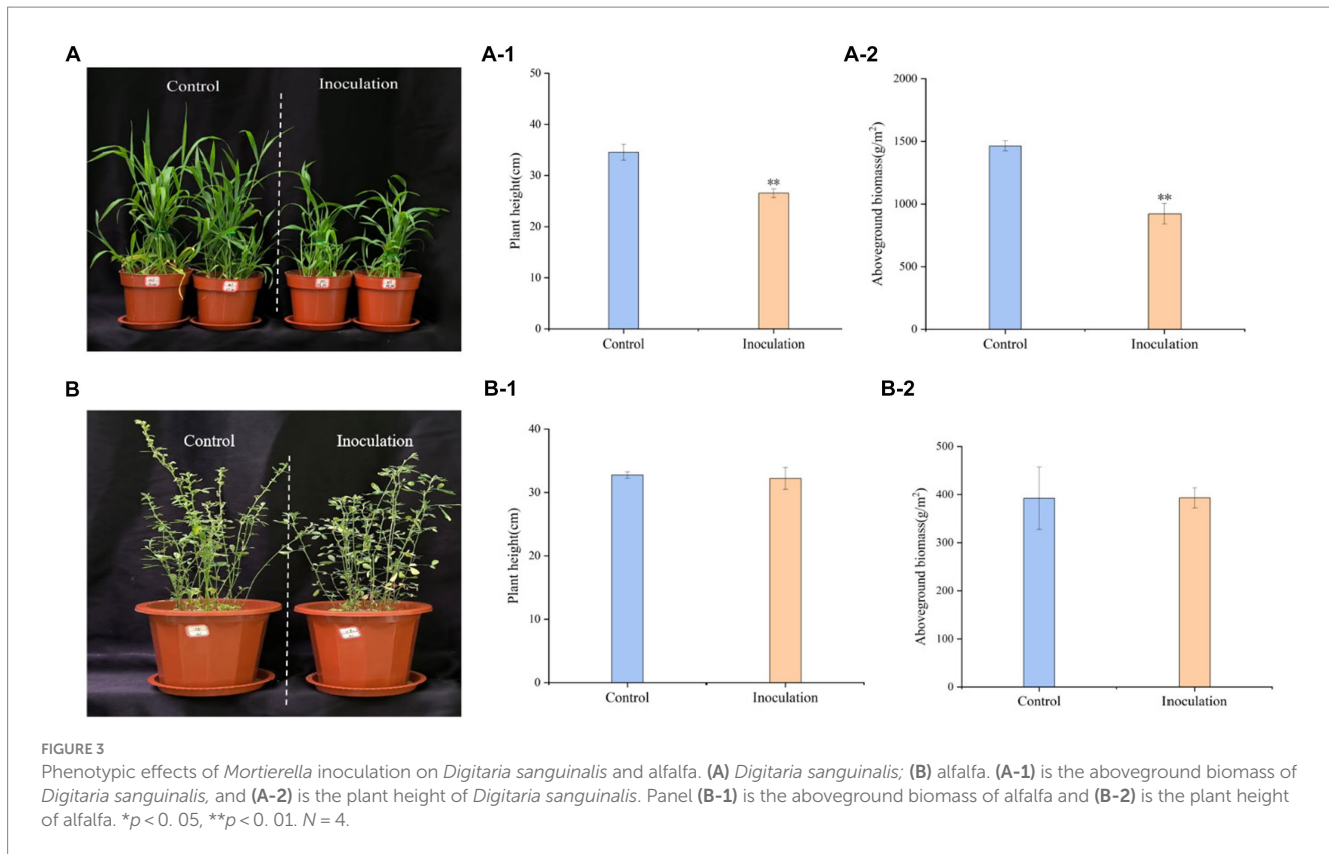 A
Control
Inoculation
A-1
50
40
30
20
10
0
Plant height(cm)
**
Control
Inoculation
A-2
2000
1500
1000
500
0
Aboveground biomass(g/m²)
**
Control
Inoculation
B
Control
Inoculation
B-1
40
30
20
10
0
Plant height(cm)
Control
Inoculation
B-2
500
400
300
200
100
0
Aboveground biomass(g/m²)
Control
Inoculation
FIGURE 3
Phenotypic effects of Mortierella inoculation on Digitaria sanguinalis and alfalfa. (A) Digitaria sanguinalis; (B) alfalfa. (A-1) is the aboveground biomass of
Digitaria sanguinalis, and (A-2) is the plant height of Digitaria sanguinalis. Panel (B-1) is the aboveground biomass of alfalfa and (B-2) is the plant height
of alfalfa. *p < 0. 05, **p < 0. 01. N = 4.